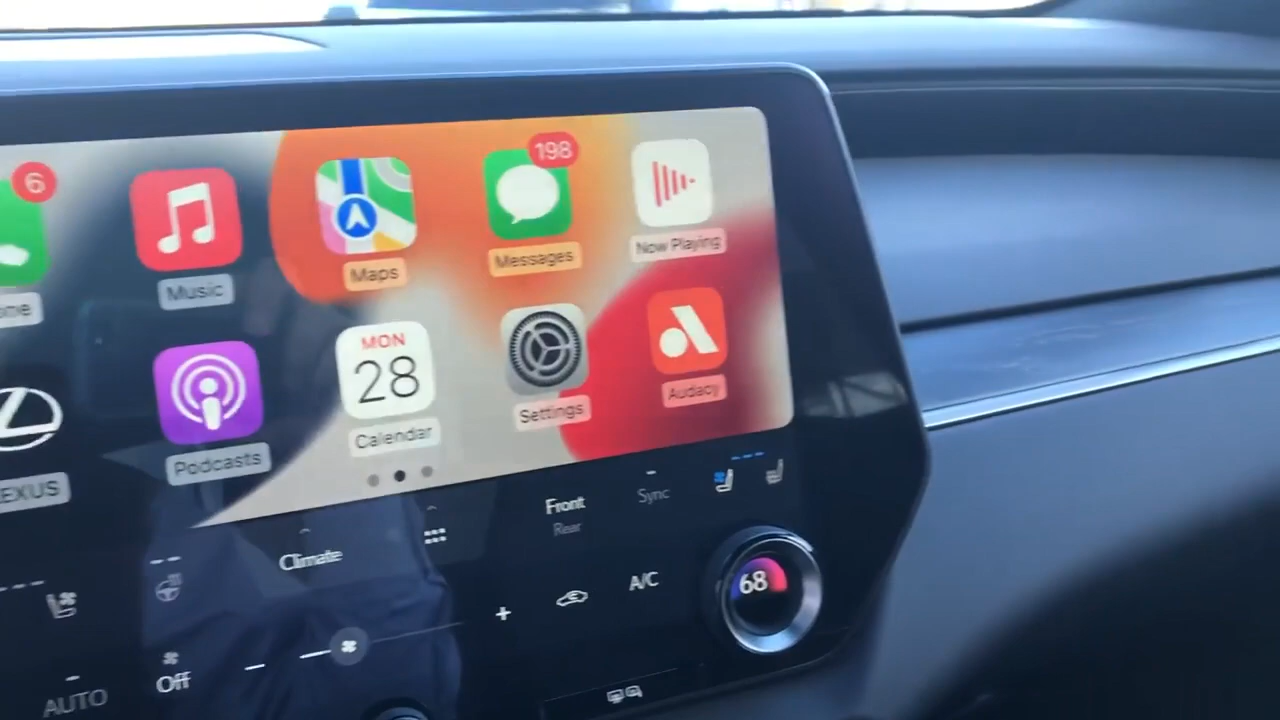 6
198
Music
Maps
Messages
Now Playing
one
MON
28
Podcasts
Calendar
Settings
Audacy
EXUS
Climate
Front
Rear
Sync
A/C
68
Off
AUTO